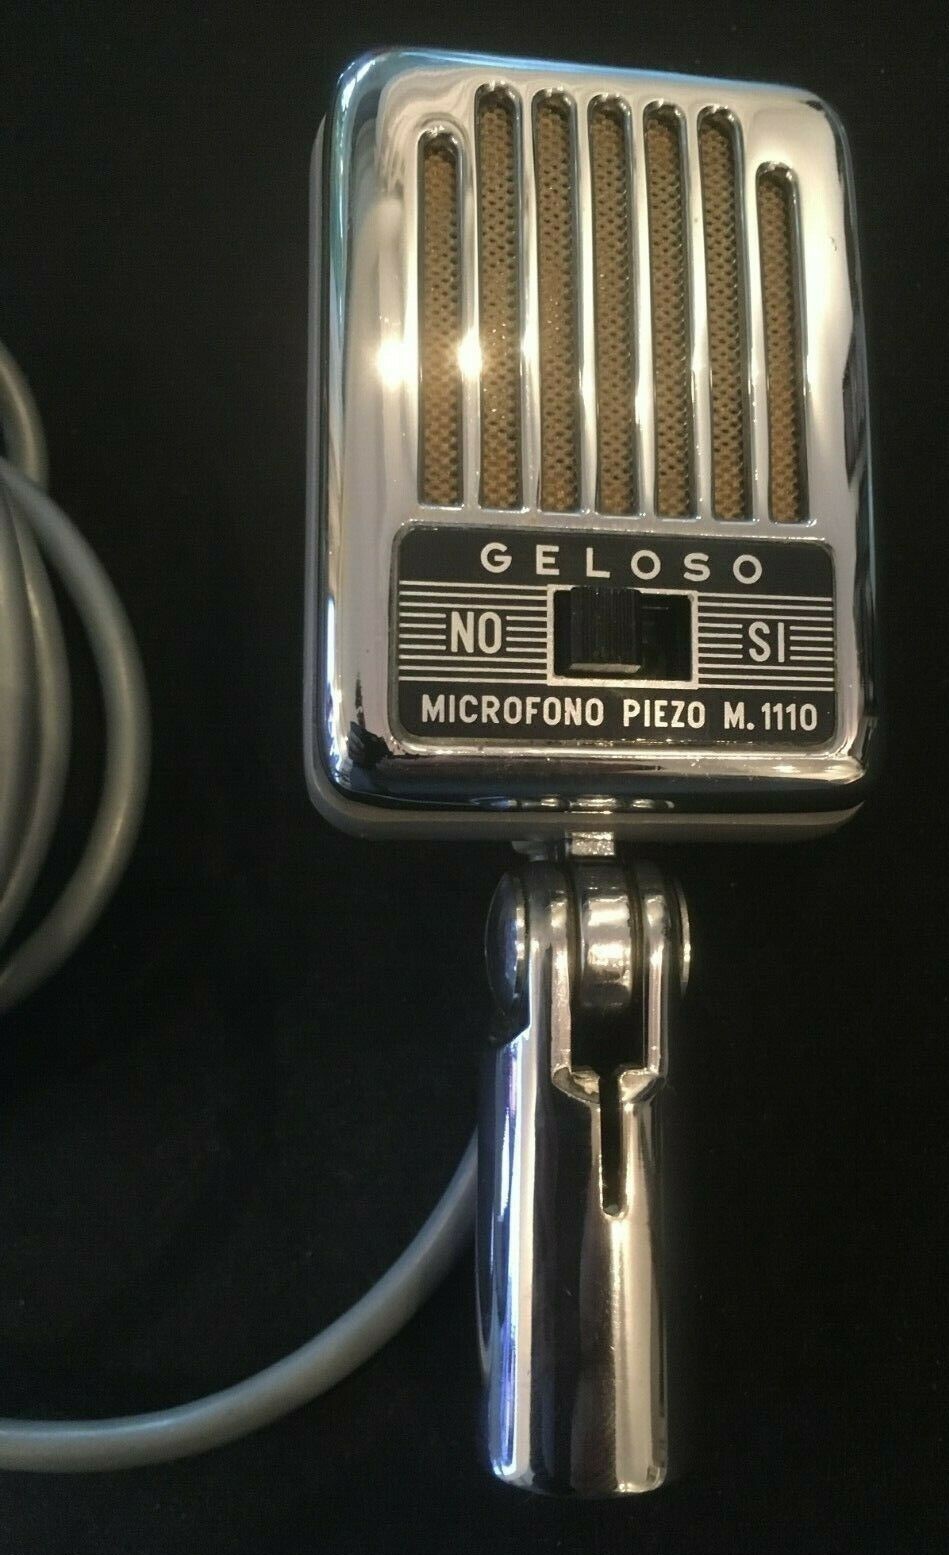 GELOSO
NO SI
MICROFONO PIEZO M. 1110